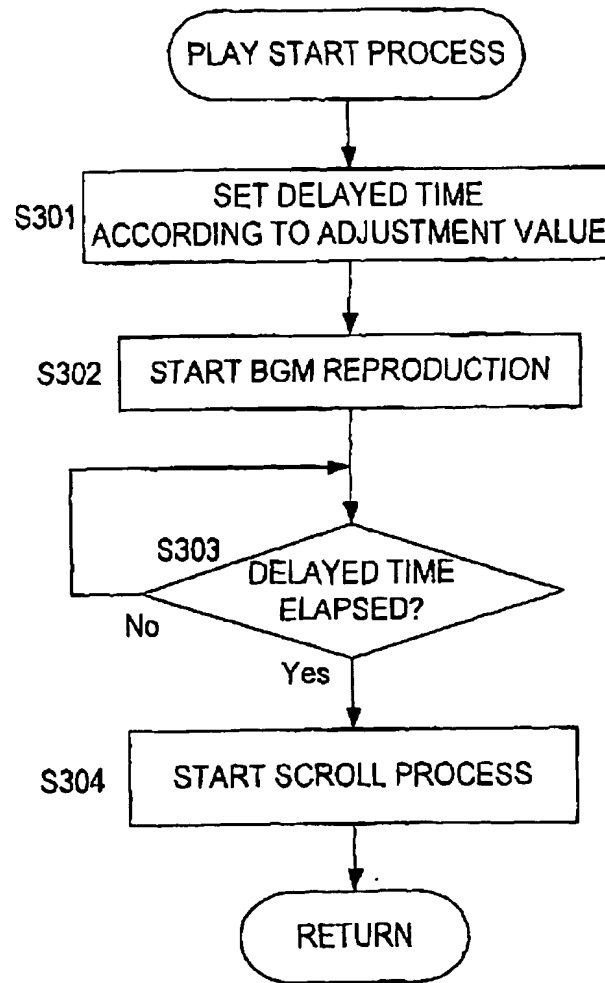 PLAY START PROCESS
S301
SET DELAYED TIME
ACCORDING TO ADJUSTMENT VALUE
S302
START BGM REPRODUCTION
S303
DELAYED TIME
ELAPSED?
No
Yes
S304
START SCROLL PROCESS
RETURN